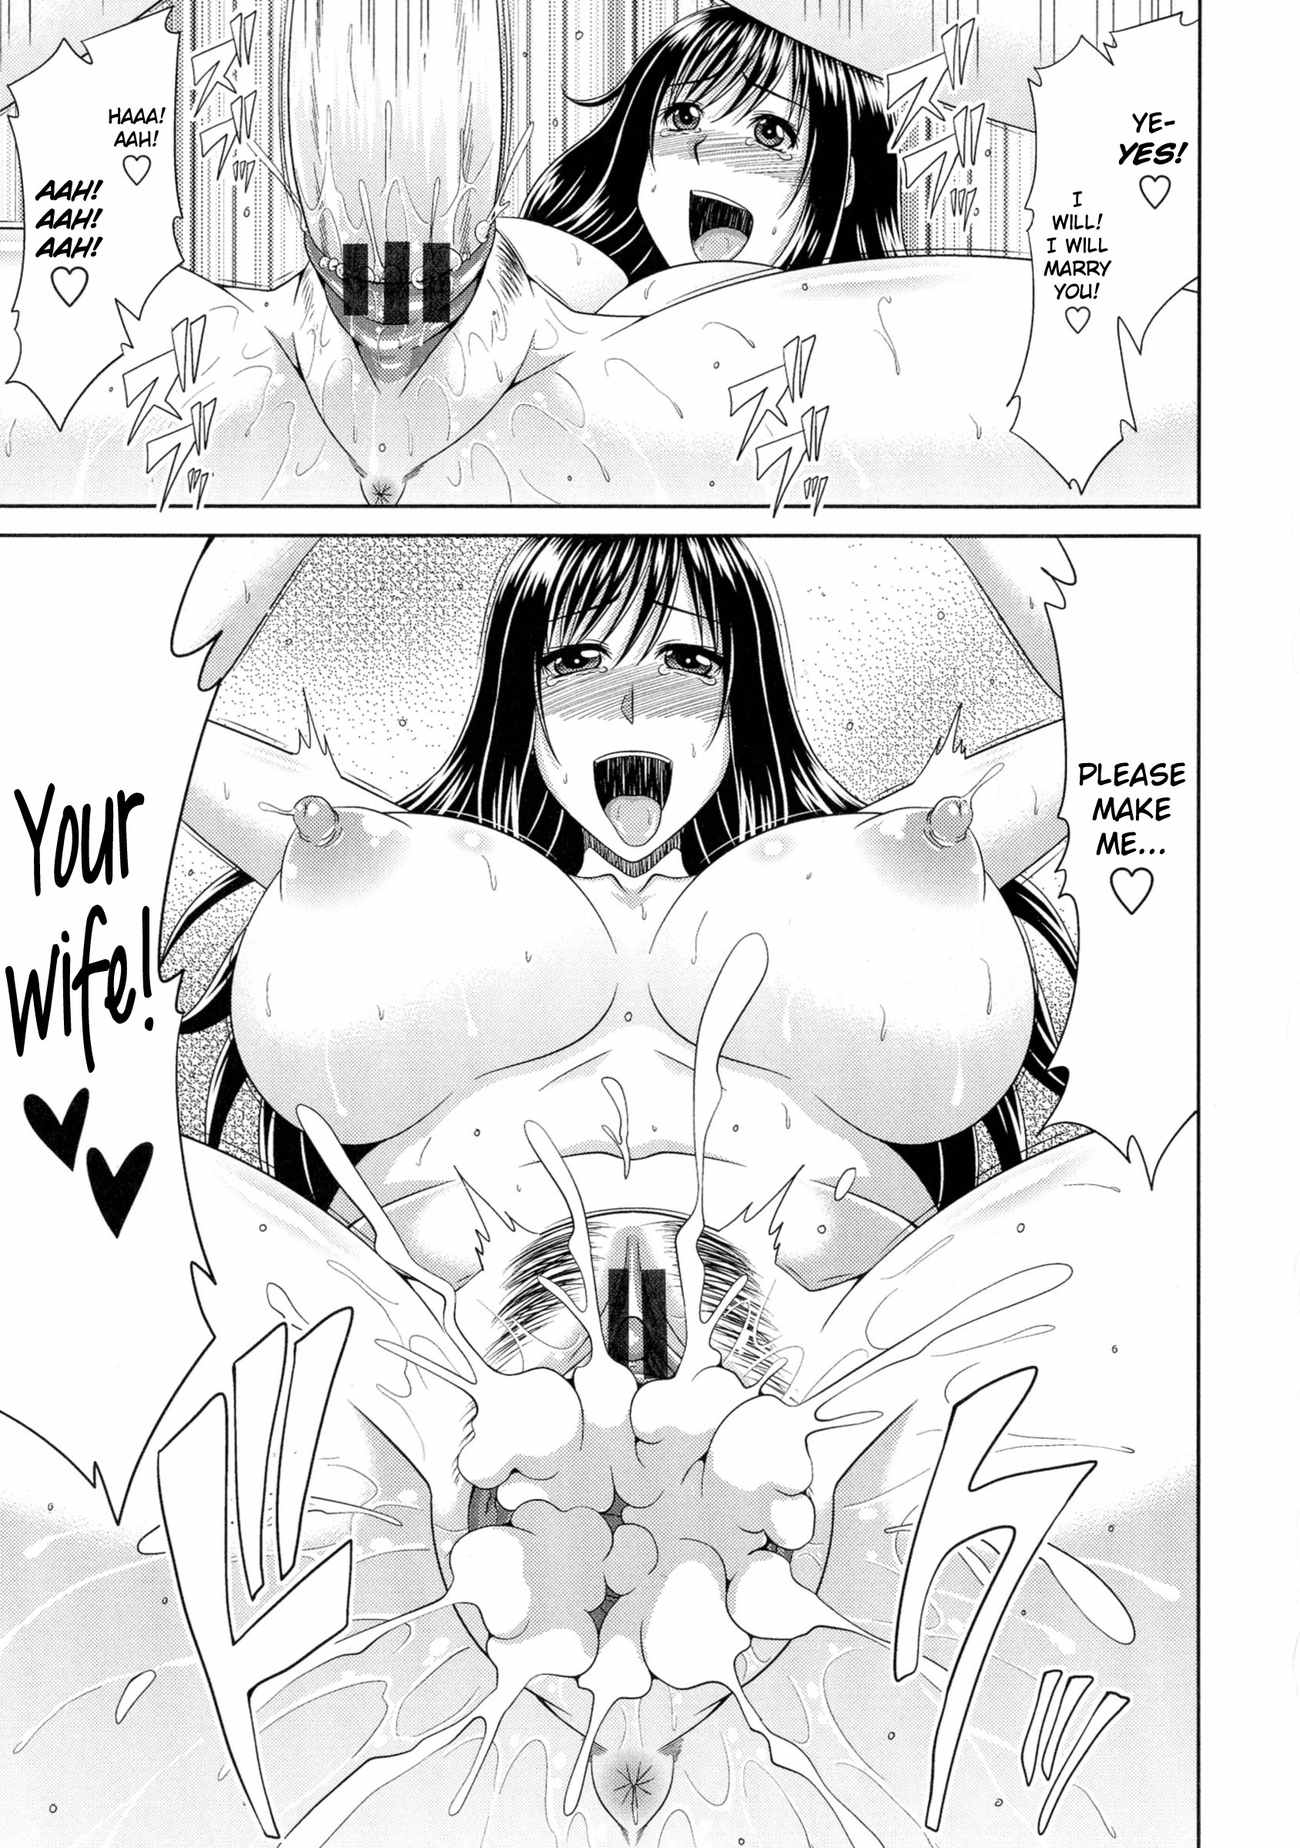 YE-
YES!
♡
I
WILL!
I WILL
MARRY
YOU!
♡
HAAA!
AAH!
♡
AAH!
AAH!
AAH!
♡
PLEASE
MAKE
ME...
♡
Your
wife!
♥♥